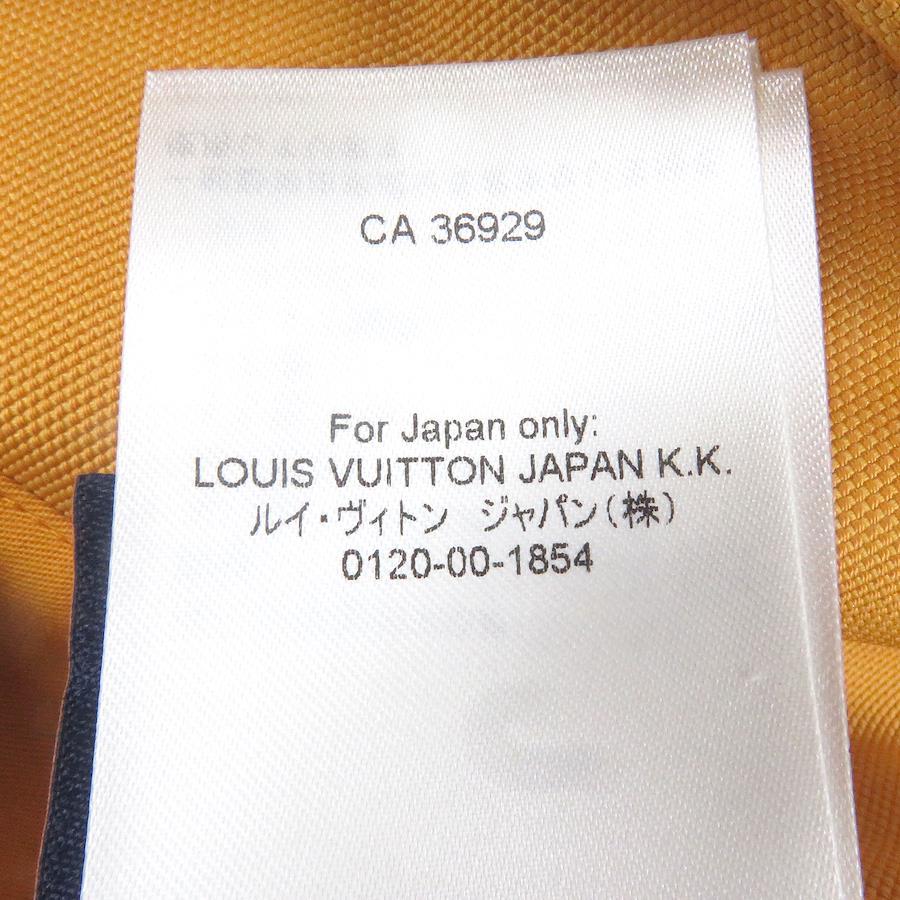 CA 36929
For Japan only:
LOUIS VUITTON JAPAN K.K.
ルイ・ヴィトン ジャパン(株)
0120-00-1854